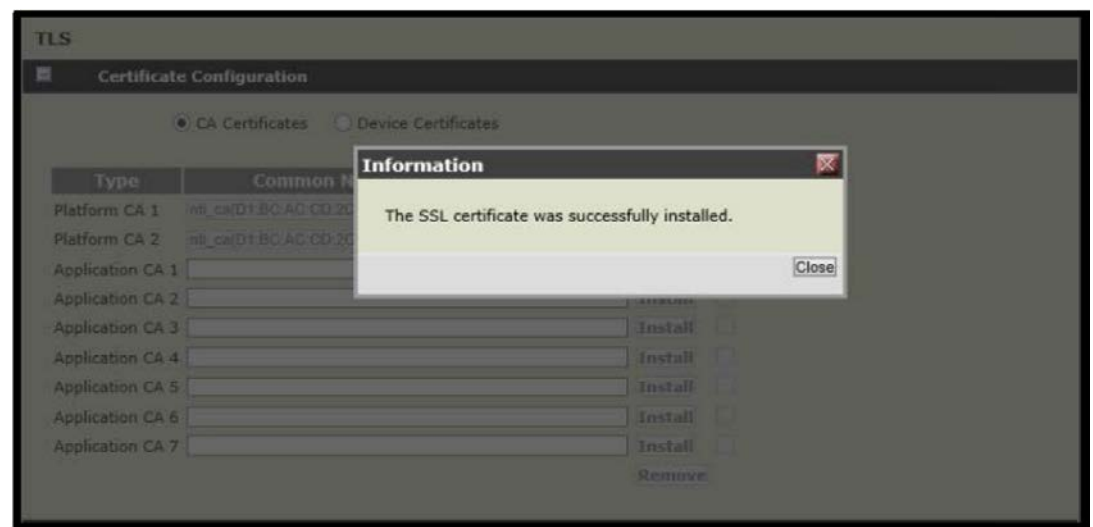 TLS
Certificate Configuration
CA Certificates Device Certificates
Information
The SSL certificate was successfully installed.
Close
Type Common
Platform CA 1
Platform CA 2
Application CA 1
Application CA 2 Install
Application CA 3 Install
Application CA 4 Install
Application CA 5 Install
Application CA 6 Install
Application CA 7 Install
Remove